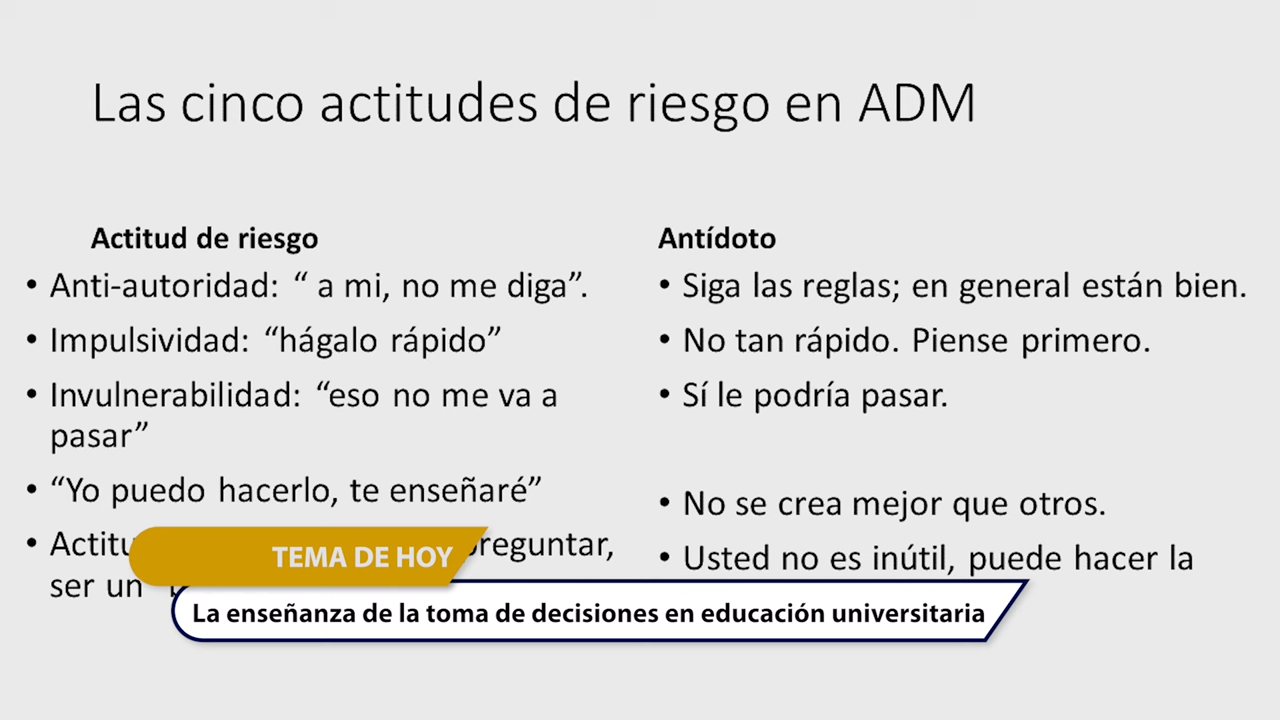 Las cinco actitudes de riesgo en ADM
Actitud de riesgo
• Anti-autoridad: “ a mi, no me diga”.
• Impulsividad: “hágalo rápido”
• Invulnerabilidad: “eso no me va a
pasar”
• “Yo puedo hacerlo, te enseñaré”
• preguntar,
ser un
Antídoto
• Siga las reglas; en general están bien.
• No tan rápido. Piense primero.
• Sí le podría pasar.
• No se crea mejor que otros.
• Usted no es inútil, puede hacer la
TEMA DE HOY
La enseñanza de la toma de decisiones en educación universitaria